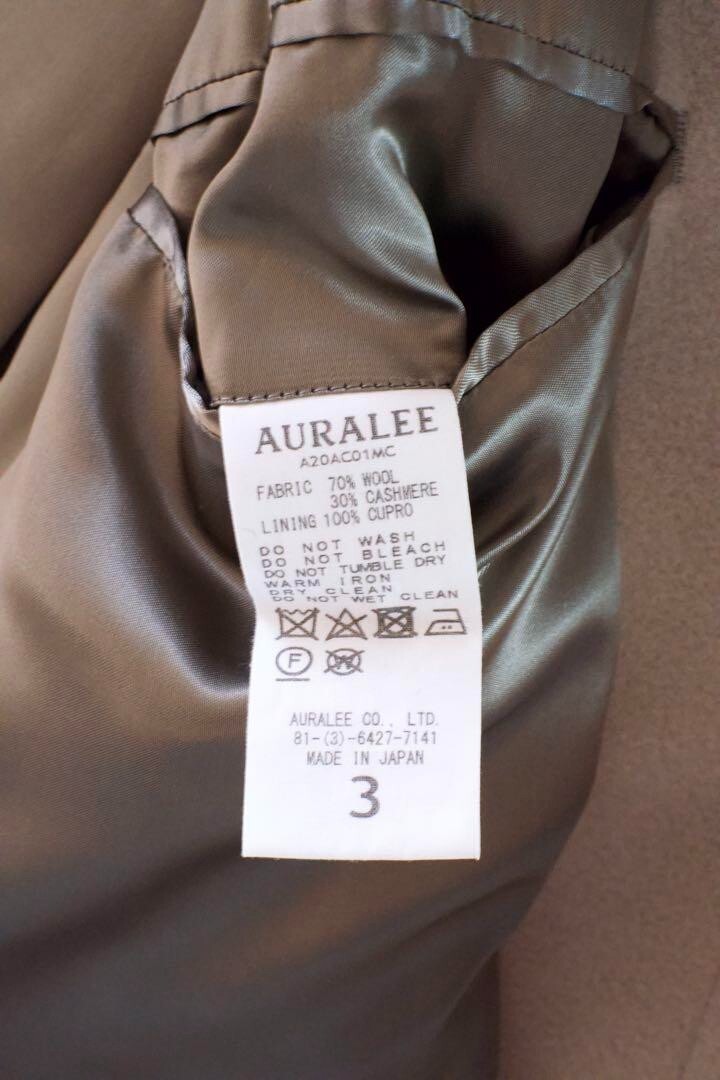 AURALEE
A20AC01MC
FABRIC 70% WOOL
30% CASHMERE
LINING 100% CUPRO
DO NOT WASH
DO NOT BLEACH
DO NOT TUMBLE DRY
WARM IRON
DRY CLEAN
DO NOT WET CLEAN
F W
AURALEE CO., LTD.
81-(3)-6427-7141
MADE IN JAPAN
3